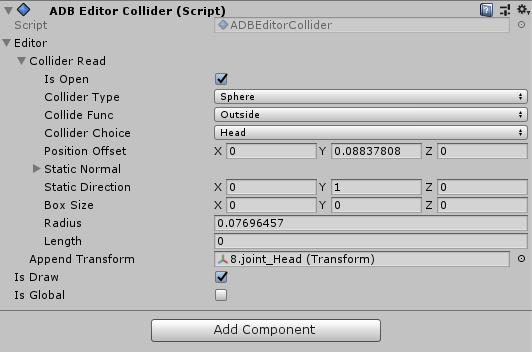 ADB Editor Collider (Script)
Script ADBEditorCollider
Editor
Collider Read
Is Open
Collider Type Sphere
Collide Func Outside
Collider Choice Head
Position Offset X 0 Y 0.08837808 Z 0
Static Normal
Static Direction X 0 Y 1 Z 0
Box Size X 0 Y 0 Z 0
Radius 0.07696457
Length 0
Append Transform 8.joint_Head (Transform)
Is Draw
Is Global
Add Component